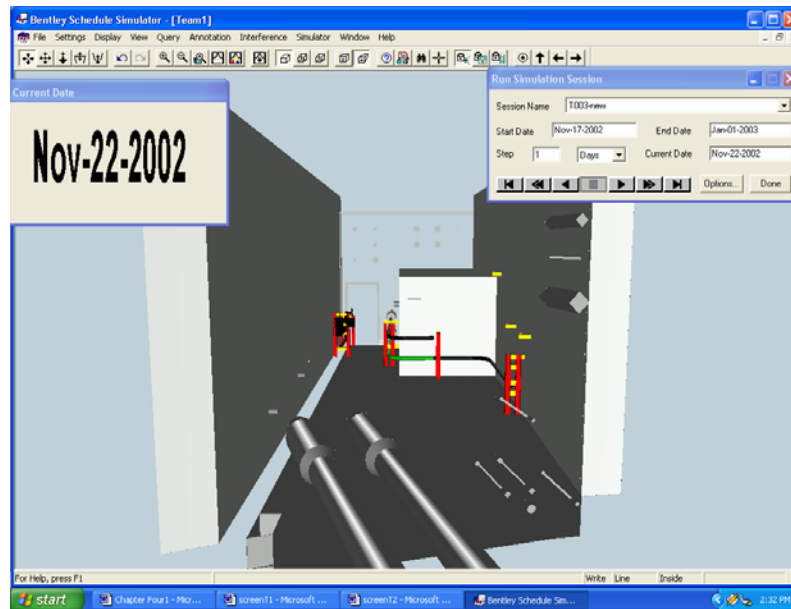 Bentley Schedule Simulator - [Team1]
File Settings Display View Query Annotation Interference Simulator Window Help
Current Date
Nov-22-2002
Run Simulation Session
Session Name T003-new
Start Date Nov-17-2002 End Date Jan-01-2003
Step 1 Days Current Date Nov-22-2002
Options... Done
For Help, press F1
Write Line Inside
start Chapter Four1 - Micr... screenT1 - Microsoft ... screenT2 - Microsoft ... Bentley Schedule Sim... 2:32 PM